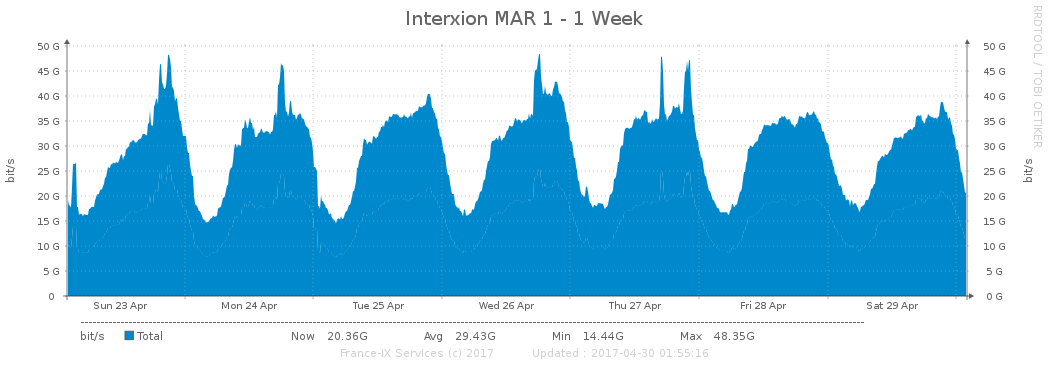 Interxion MAR 1 - 1 Week
RRDTOOL / TOBI OETIKER
bit/s
50 G 50 G
45 G 45 G
40 G 40 G
35 G 35 G
30 G 30 G
25 G 25 G
20 G 20 G
15 G 15 G
10 G 10 G
5 G 5 G
0 0 G
bit/s
Sun 23 Apr Mon 24 Apr Tue 25 Apr Wed 26 Apr Thu 27 Apr Fri 28 Apr Sat 29 Apr
bit/s Total Now 20.36G Avg 29.43G Min 14.44G Max 48.35G
France-IX Services (c) 2017 Updated : 2017-04-30 01:55:16